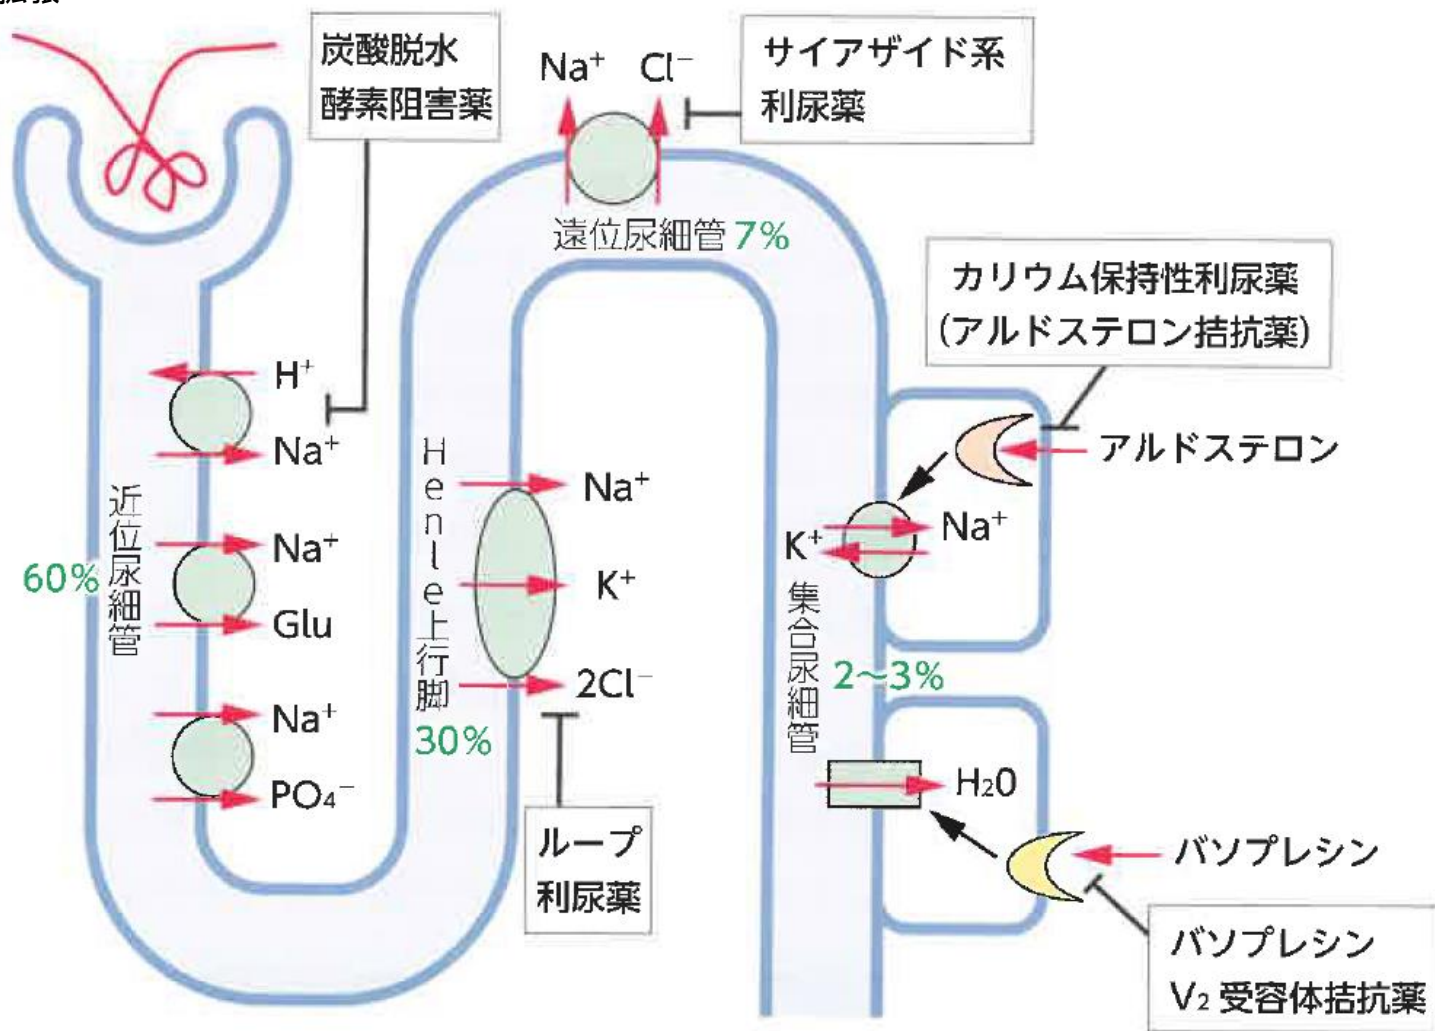 炭酸脱水
酵素阻害薬
Na⁺ Cl⁻
サイアザイド系
利尿薬
遠位尿細管 7%
カリウム保持性利尿薬
(アルドステロン拮抗薬)
H⁺
Na⁺
近位尿細管
60%
Na⁺
Glu
Na⁺
PO₄⁻
Henle上行脚
30%
Na⁺
K⁺
2Cl⁻
ループ
利尿薬
アルドステロン
Na⁺
K⁺
集合尿細管
2~3%
H₂0
バソプレシン
バソプレシン
V₂ 受容体拮抗薬